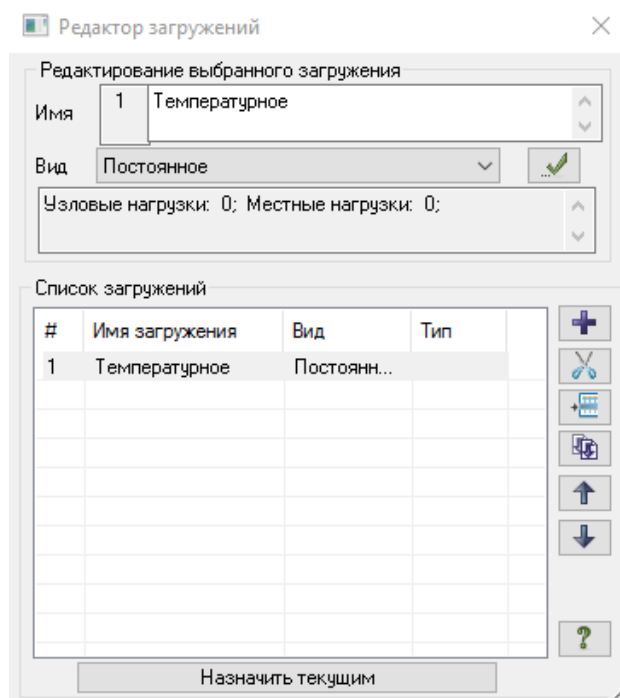 Редактор загружений
Редактирование выбранного загружения
Имя 1 Температурное
Вид Постоянное
Узловые нагрузки: 0; Местные нагрузки: 0;
Список загружений
# Имя загружения Вид Тип
1 Температурное Постоянн...
?
Назначить текущим